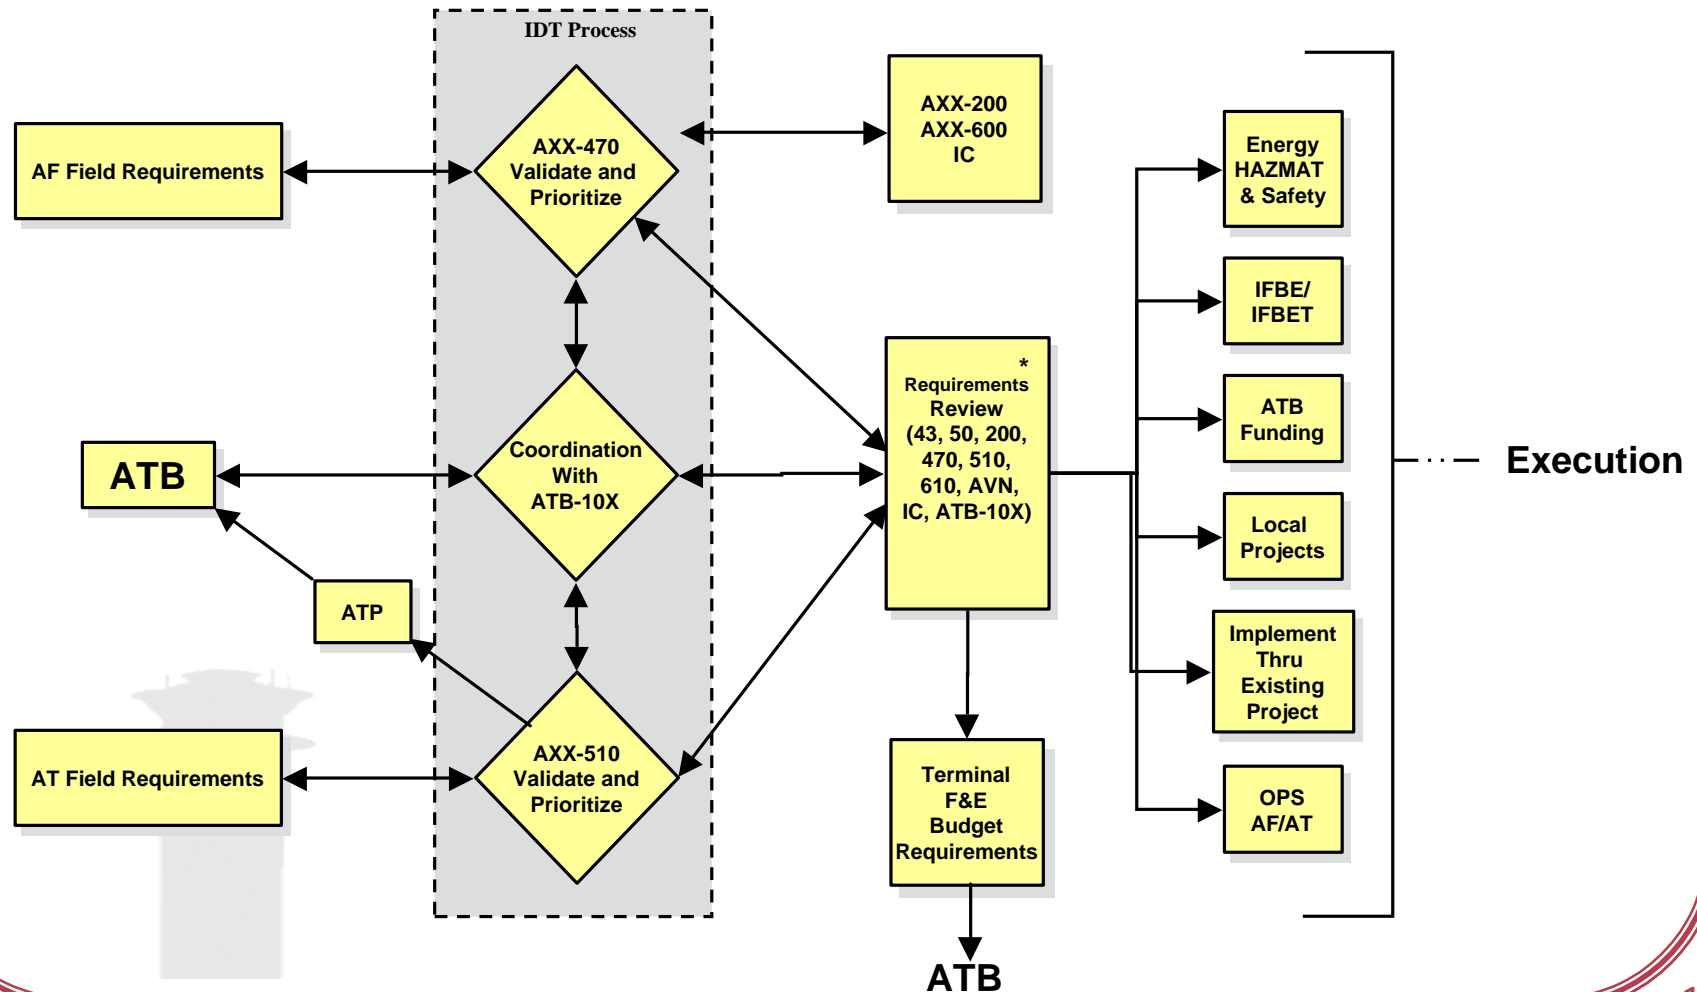 IDT Process
AF Field Requirements
AXX-470
Validate and
Prioritize
AXX-200
AXX-600
IC
Energy
HAZMAT
& Safety
IFBE/
IFBET
*
Requirements
Review
(43, 50, 200,
470, 510,
610, AVN,
IC, ATB-10X)
ATB
Funding
ATB
Coordination
With
ATB-10X
Execution
Local
Projects
ATP
Implement
Thru
Existing
Project
AT Field Requirements
AXX-510
Validate and
Prioritize
Terminal
F&E
Budget
Requirements
OPS
AF/AT
ATB